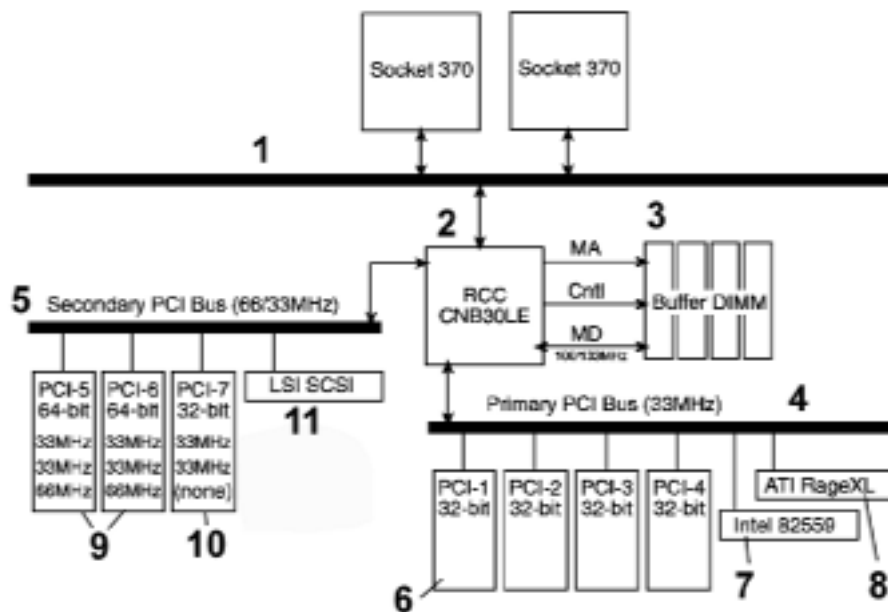 Socket 370
Socket 370
1
2
3
MA
RCC
CNB30LE
Cntl
Buffer DIMM
MD
100/133MHz
5
Secondary PCI Bus (66/33MHz)
PCI-5
64-bit
33MHz
33MHz
66MHz
PCI-6
64-bit
33MHz
33MHz
66MHz
PCI-7
32-bit
33MHz
33MHz
(none)
LSI SCSI
11
9
10
Primary PCI Bus (33MHz)
4
PCI-1
32-bit
PCI-2
32-bit
PCI-3
32-bit
PCI-4
32-bit
ATI RageXL
Intel 82559
6
7
8